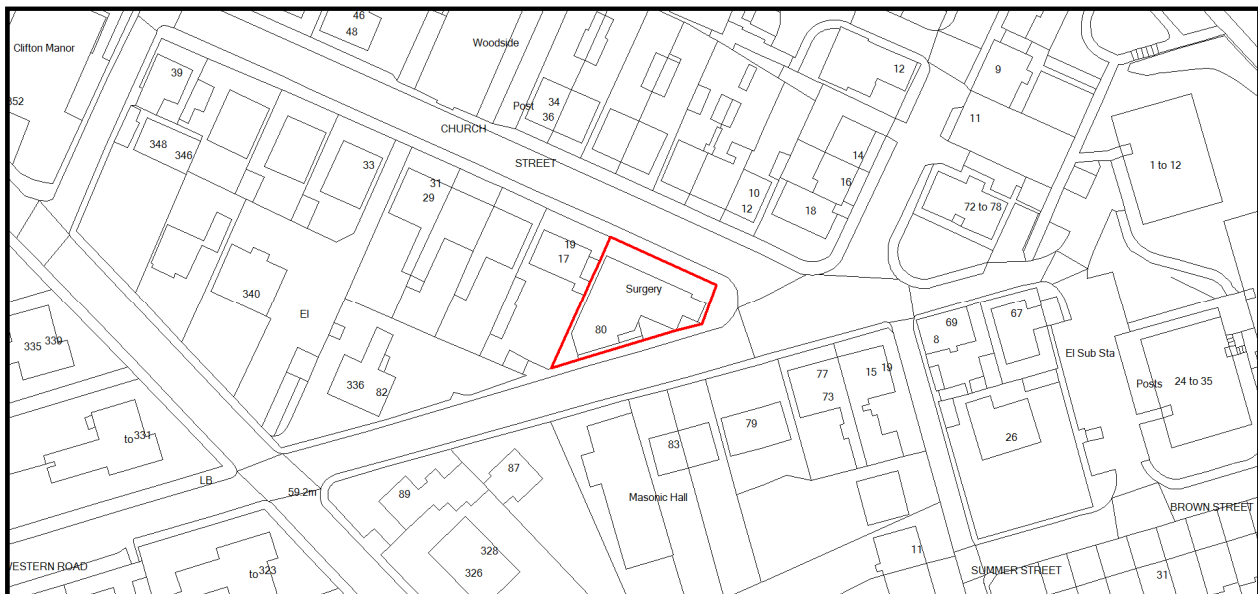 46
48
Clifton Manor
Woodside
39
12
9
352
Post
34
36
11
CHURCH
STREET
348
346
33
14
16
1 to 12
31
29
10
12
18
72 to 78
19
17
Surgery
340
El
80
69
8
67
335
339
El Sub Sta
336
82
77
73
15
19
Posts
24 to 35
79
26
to 331
83
LB
59.2m
89
87
Masonic Hall
BROWN STREET
328
326
11
WESTERN ROAD
to 323
SUMMER STREET
31